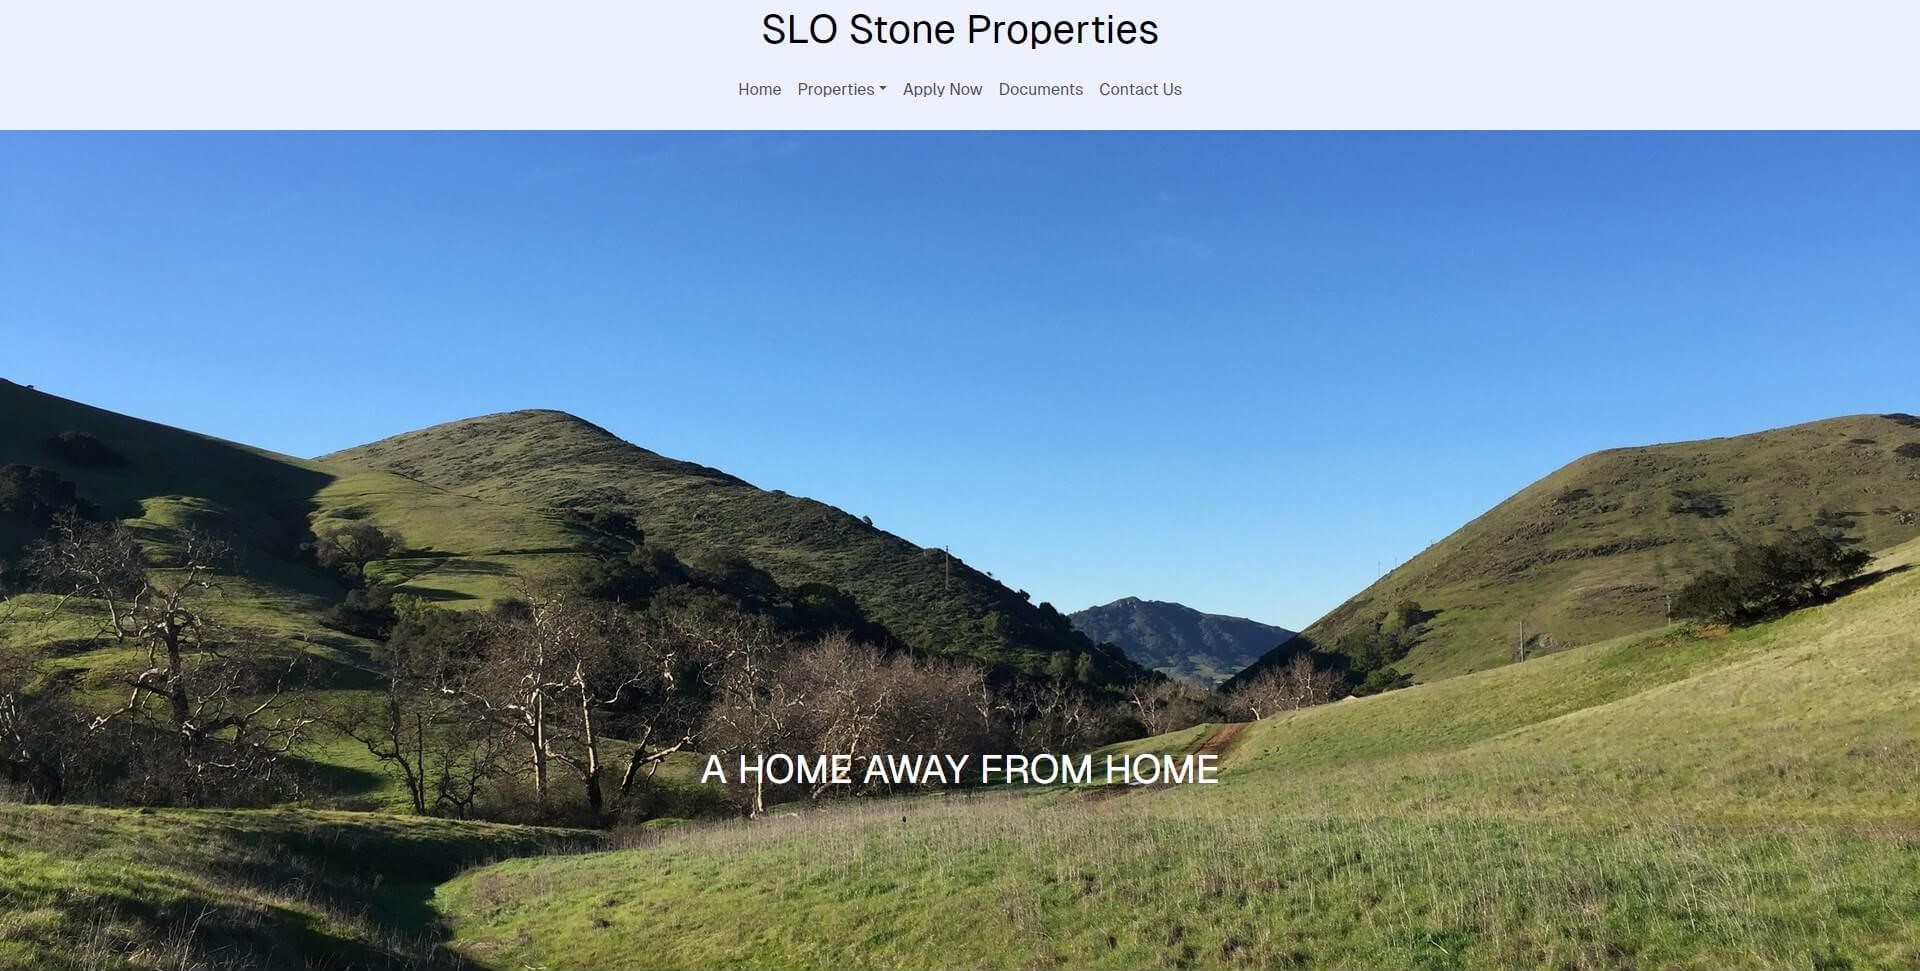 SLO Stone Properties
Home Properties Apply Now Documents Contact Us
A HOME AWAY FROM HOME